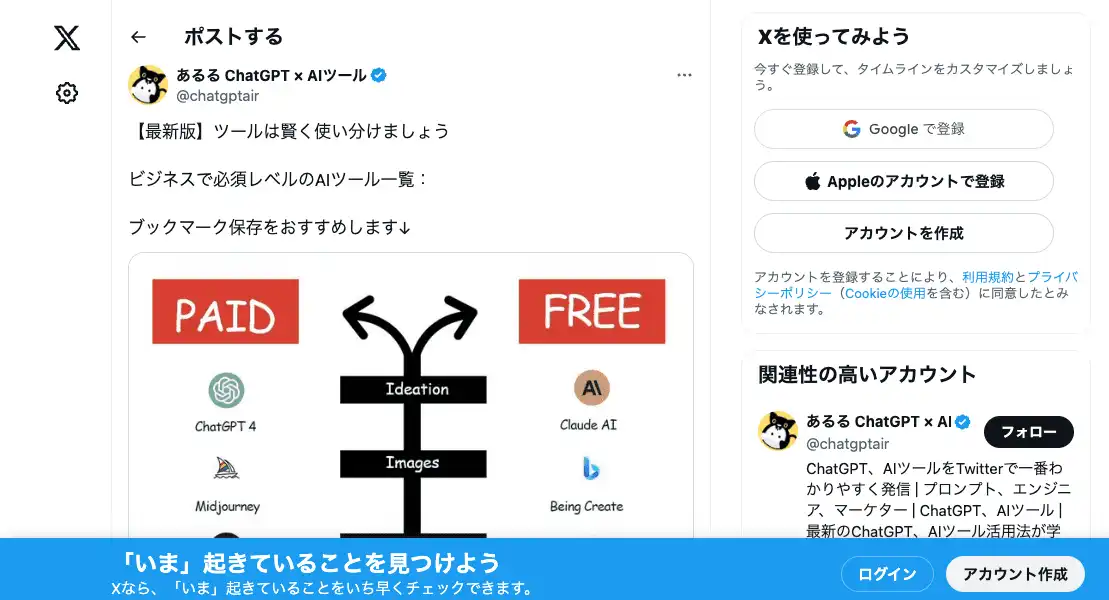 ポストする
あるる ChatGPT × AIツール
@chatgptair
【最新版】ツールは賢く使い分けましょう
ビジネスで必須レベルのAIツール一覧：
ブックマーク保存をおすすめします↓
PAID
FREE
Ideation
ChatGPT 4
Claude AI
Images
Midjourney
Being Create
Xを使ってみよう
今すぐ登録して、タイムラインをカスタマイズしましょ
う。
Google で登録
Appleのアカウントで登録
アカウントを作成
アカウントを登録することにより、利用規約とプライバ
シーポリシー（Cookieの使用を含む）に同意したとみ
なされます。
関連性の高いアカウント
あるる ChatGPT × AI
@chatgptair
フォロー
ChatGPT、AIツールをTwitterで一番わ
かりやすく発信 | プロンプト、エンジニ
ア、マーケター | ChatGPT、AIツール |
最新のChatGPT、AIツール活用法が学
「いま」起きていることを見つけよう
Xなら、「いま」起きていることをいち早くチェックできます。
ログイン
アカウント作成